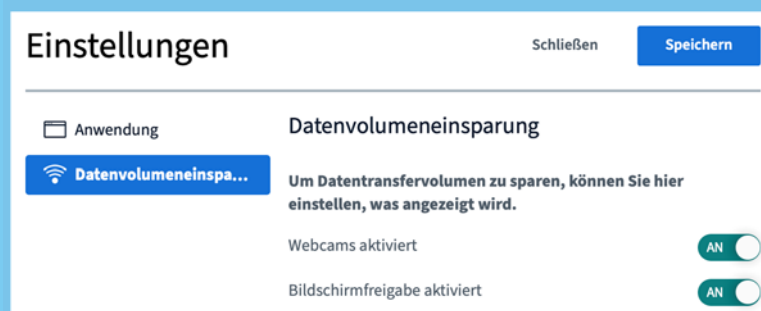 Einstellungen
Schließen
Speichern
Anwendung
Datenvolumeneinspa...
Datenvolumeneinsparung
Um Datentransfervolumen zu sparen, können Sie hier
einstellen, was angezeigt wird.
Webcams aktiviert
AN
Bildschirmfreigabe aktiviert
AN